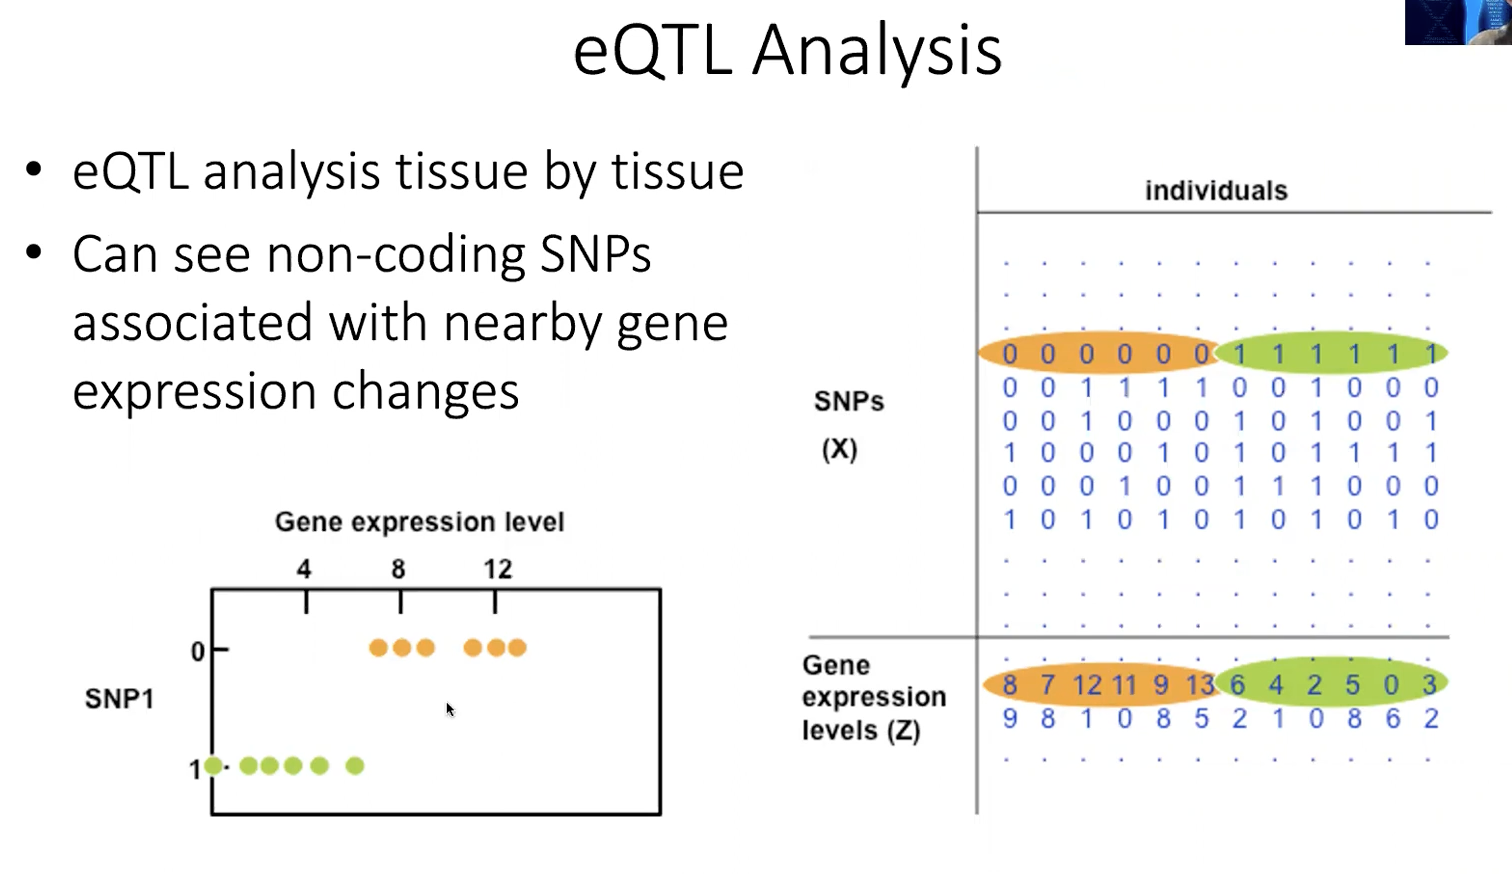 eQTL Analysis
• eQTL analysis tissue by tissue
• Can see non-coding SNPs
associated with nearby gene
expression changes
Gene expression level
4 8 12
0
SNP1
1
individuals
SNPs
(X)
0 0 0 0 0 0 1 1 1 1 1 1
0 0 1 1 1 1 0 0 1 0 0 0
0 0 1 0 0 0 1 0 1 0 0 1
1 0 0 0 1 0 1 0 1 1 1 1
0 0 0 1 0 0 1 1 1 0 0 0
1 0 1 0 1 0 1 0 1 0 1 0
Gene
expression
levels (Z)
8 7 12 11 9 13 6 4 2 5 0 3
9 8 1 0 8 5 2 1 0 8 6 2